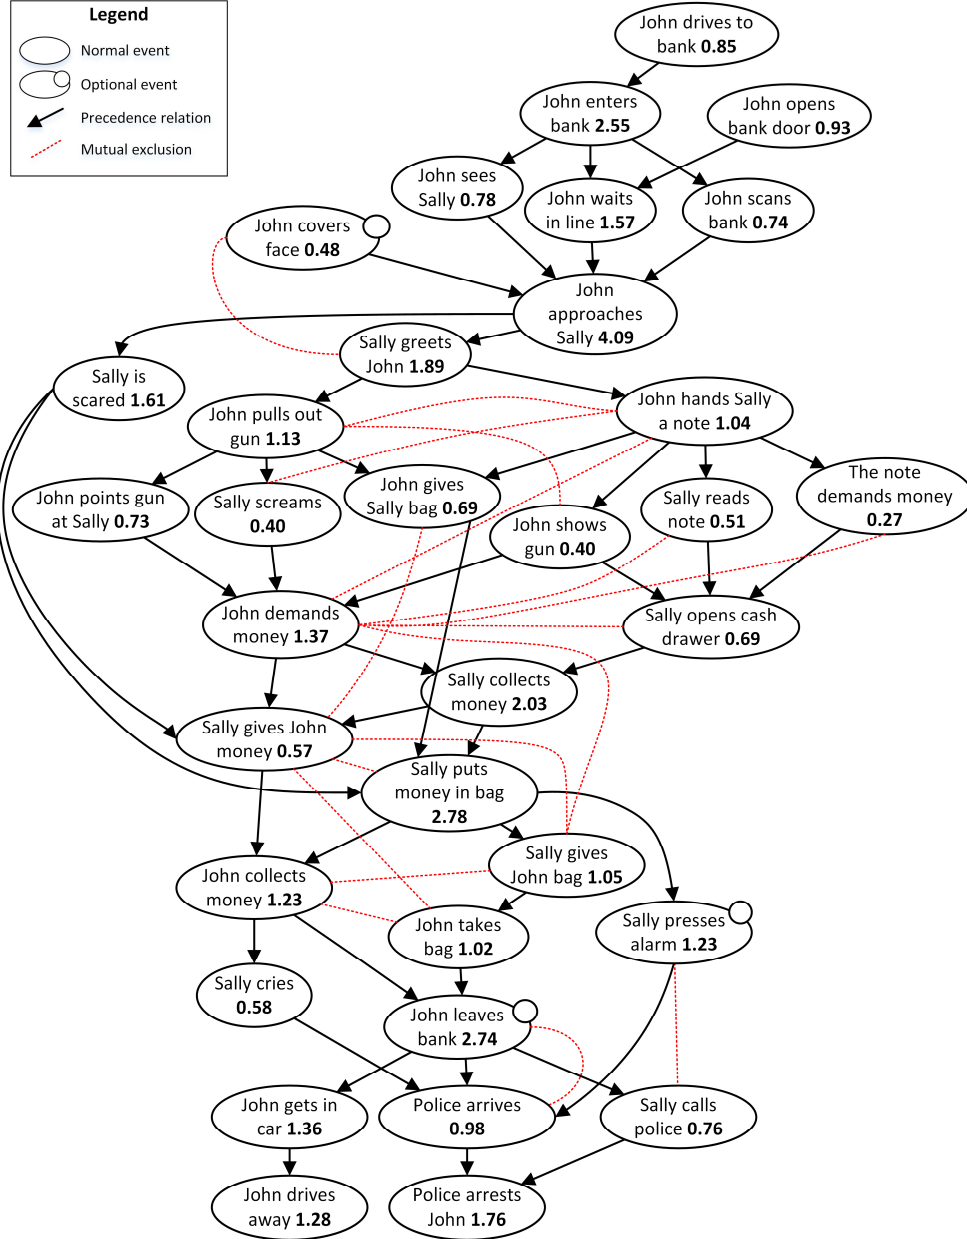 Legend
Normal event
Optional event
Precedence relation
Mutual exclusion
John drives to
bank 0.85
John enters
bank 2.55
John opens
bank door 0.93
John sees
Sally 0.78
John waits
in line 1.57
John scans
bank 0.74
John covers
face 0.48
John
approaches
Sally 4.09
Sally greets
John 1.89
Sally is
scared 1.61
John hands Sally
a note 1.04
John pulls out
gun 1.13
John points gun
at Sally 0.73
Sally screams
0.40
John gives
Sally bag 0.69
John shows
gun 0.40
Sally reads
note 0.51
The note
demands money
0.27
John demands
money 1.37
Sally opens cash
drawer 0.69
Sally collects
money 2.03
Sally gives John
money 0.57
Sally puts
money in bag
2.78
Sally gives
John bag 1.05
John collects
money 1.23
John takes
bag 1.02
Sally presses
alarm 1.23
Sally cries
0.58
John leaves
bank 2.74
John gets in
car 1.36
Police arrives
0.98
Sally calls
police 0.76
John drives
away 1.28
Police arrests
John 1.76